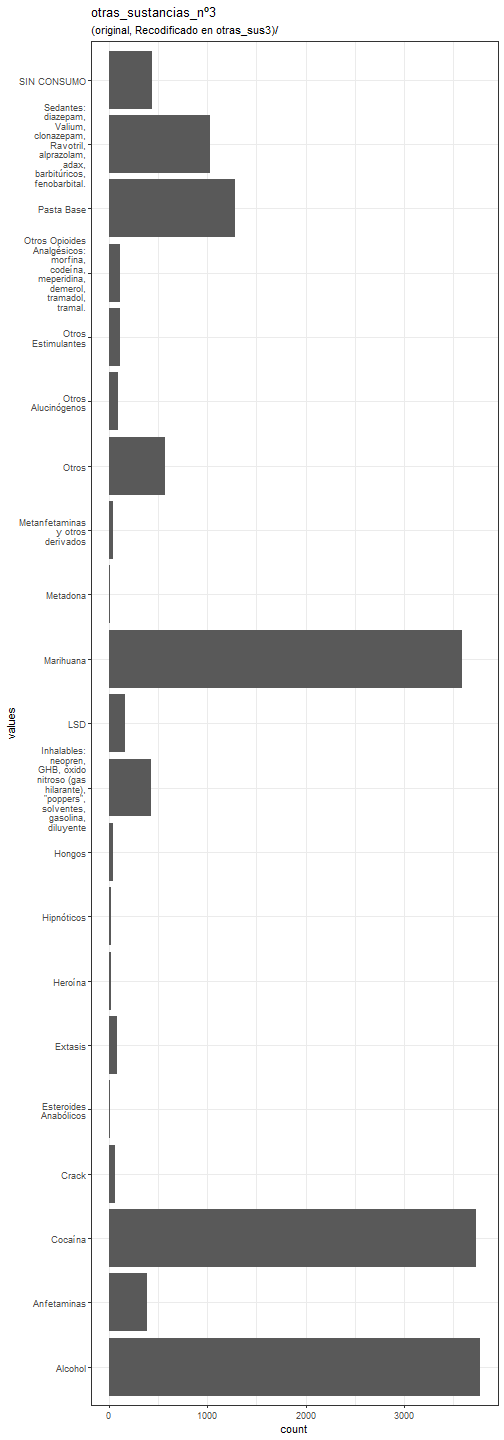 otras_sustancias_nº3
(original, Recodificado en otras_sus3)/
SIN CONSUMO
Sedantes:
diazepam,
Valium,
clonazepam,
Ravotril,
alprazolam,
adax,
barbitúricos,
fenobarbital.
Pasta Base
Otros Opioides
Analgésicos:
morfina,
codeína,
meperidina,
demerol,
tramadol,
tramal.
Otros
Estimulantes
Otros
Alucinógenos
Otros
Metanfetaminas
y otros
derivados
Metadona
Marihuana
LSD
Inhalables:
neopren,
GHB, óxido
nitroso (gas
hilarante),
"poppers",
solventes,
gasolina,
diluyente
Hongos
Hipnóticos
Heroína
Extasis
Esteroides
Anabólicos
Crack
Cocaína
Anfetaminas
Alcohol
values
0 1000 2000 3000
count